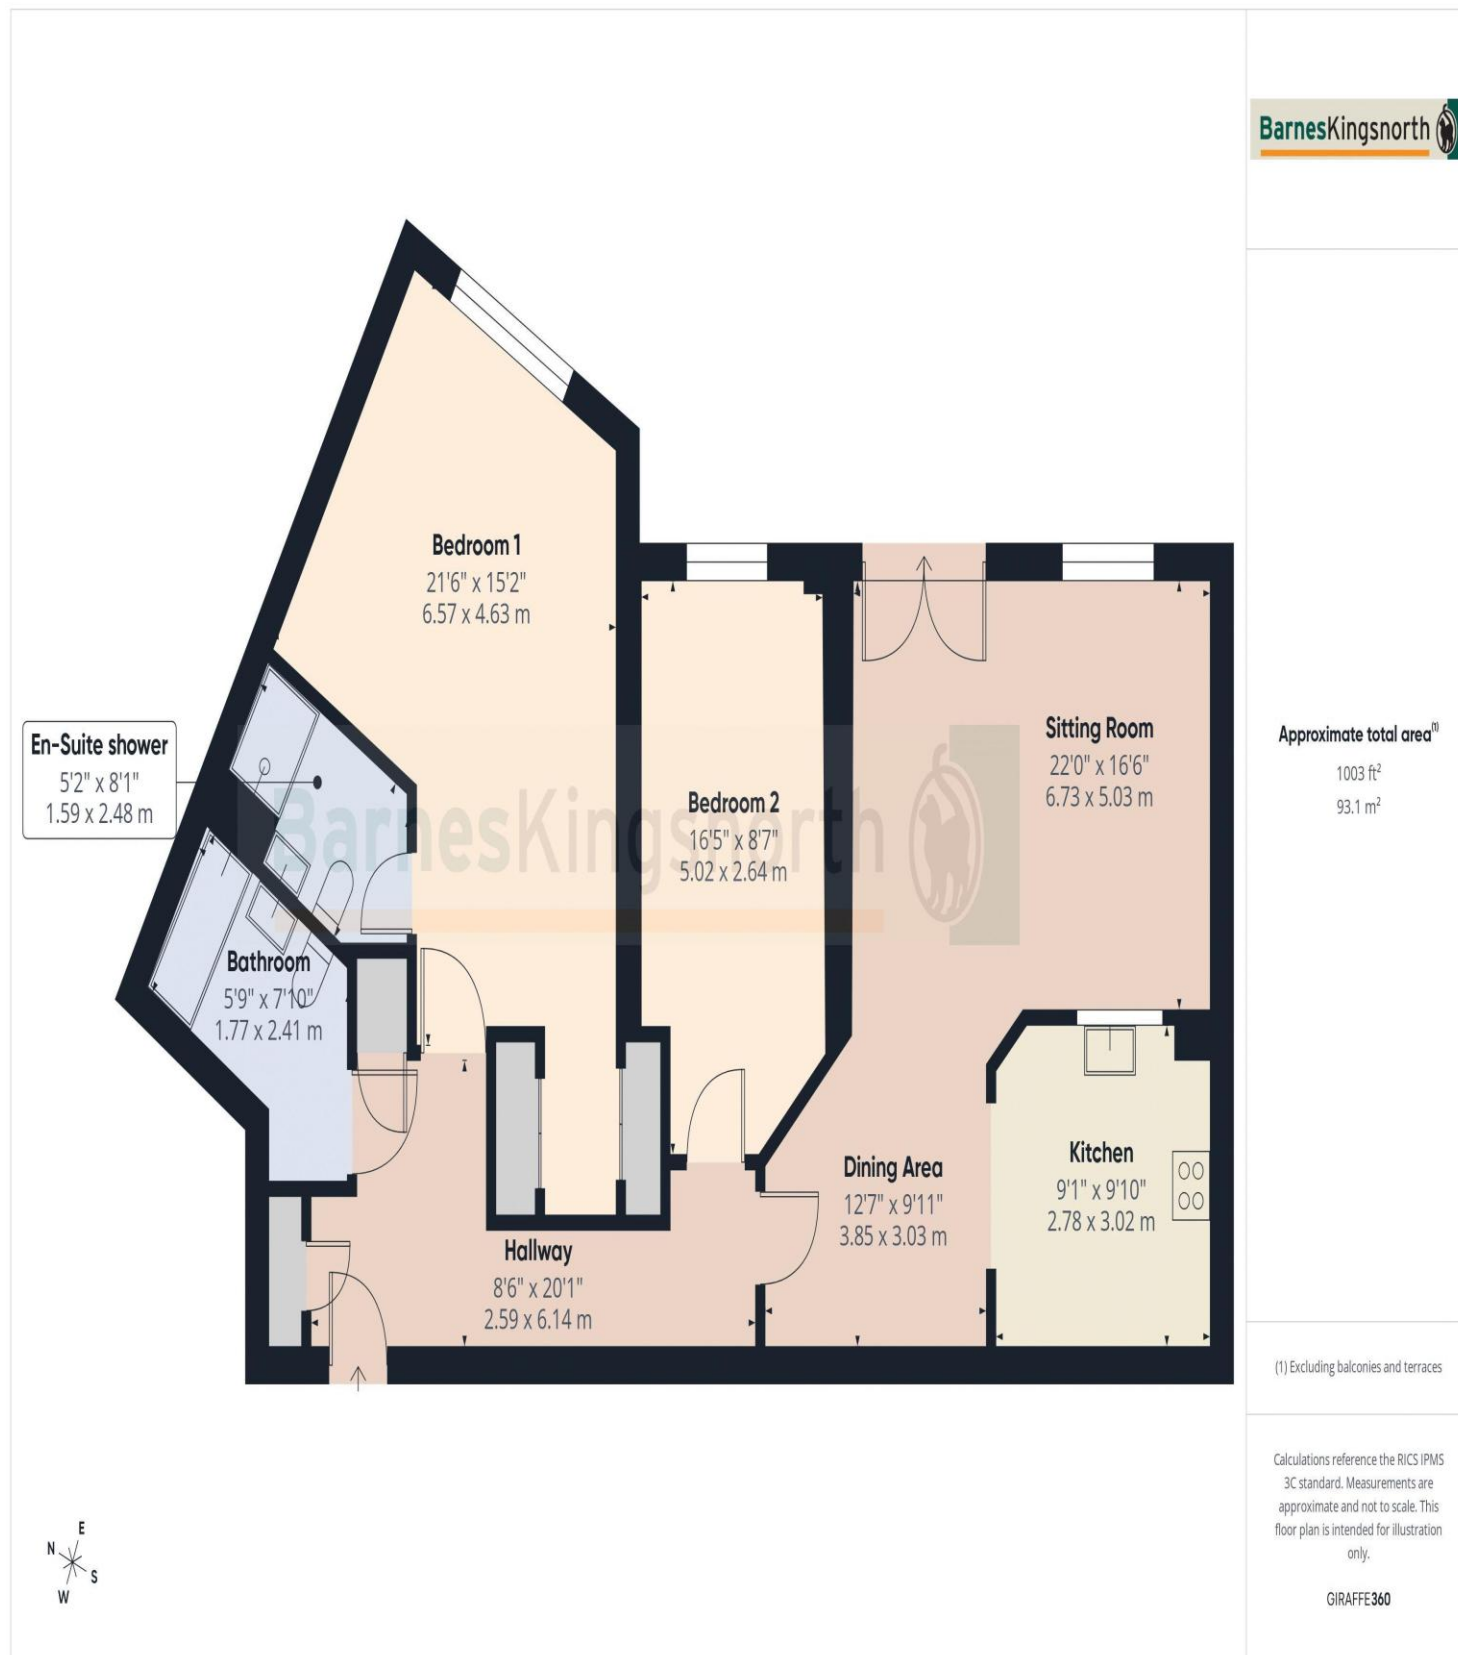 BarnesKingsnorth
Bedroom 1
21'6" x 15'2"
6.57 x 4.63 m
En-Suite shower
5'2" x 8'1"
1.59 x 2.48 m
Sitting Room
22'0" x 16'6"
6.73 x 5.03 m
Bedroom 2
16'5" x 8'7"
5.02 x 2.64 m
BarnesKingsnorth
Bathroom
5'9" x 7'10"
1.77 x 2.41 m
Dining Area
12'7" x 9'11"
3.85 x 3.03 m
Kitchen
9'1" x 9'10"
2.78 x 3.02 m
Hallway
8'6" x 20'1"
2.59 x 6.14 m
N
E
S
W
Approximate total area(1)
1003 ft²
93.1 m²
(1) Excluding balconies and terraces
Calculations reference the RICS IPMS
3C standard. Measurements are
approximate and not to scale. This
floor plan is intended for illustration
only.
GIRAFFE360